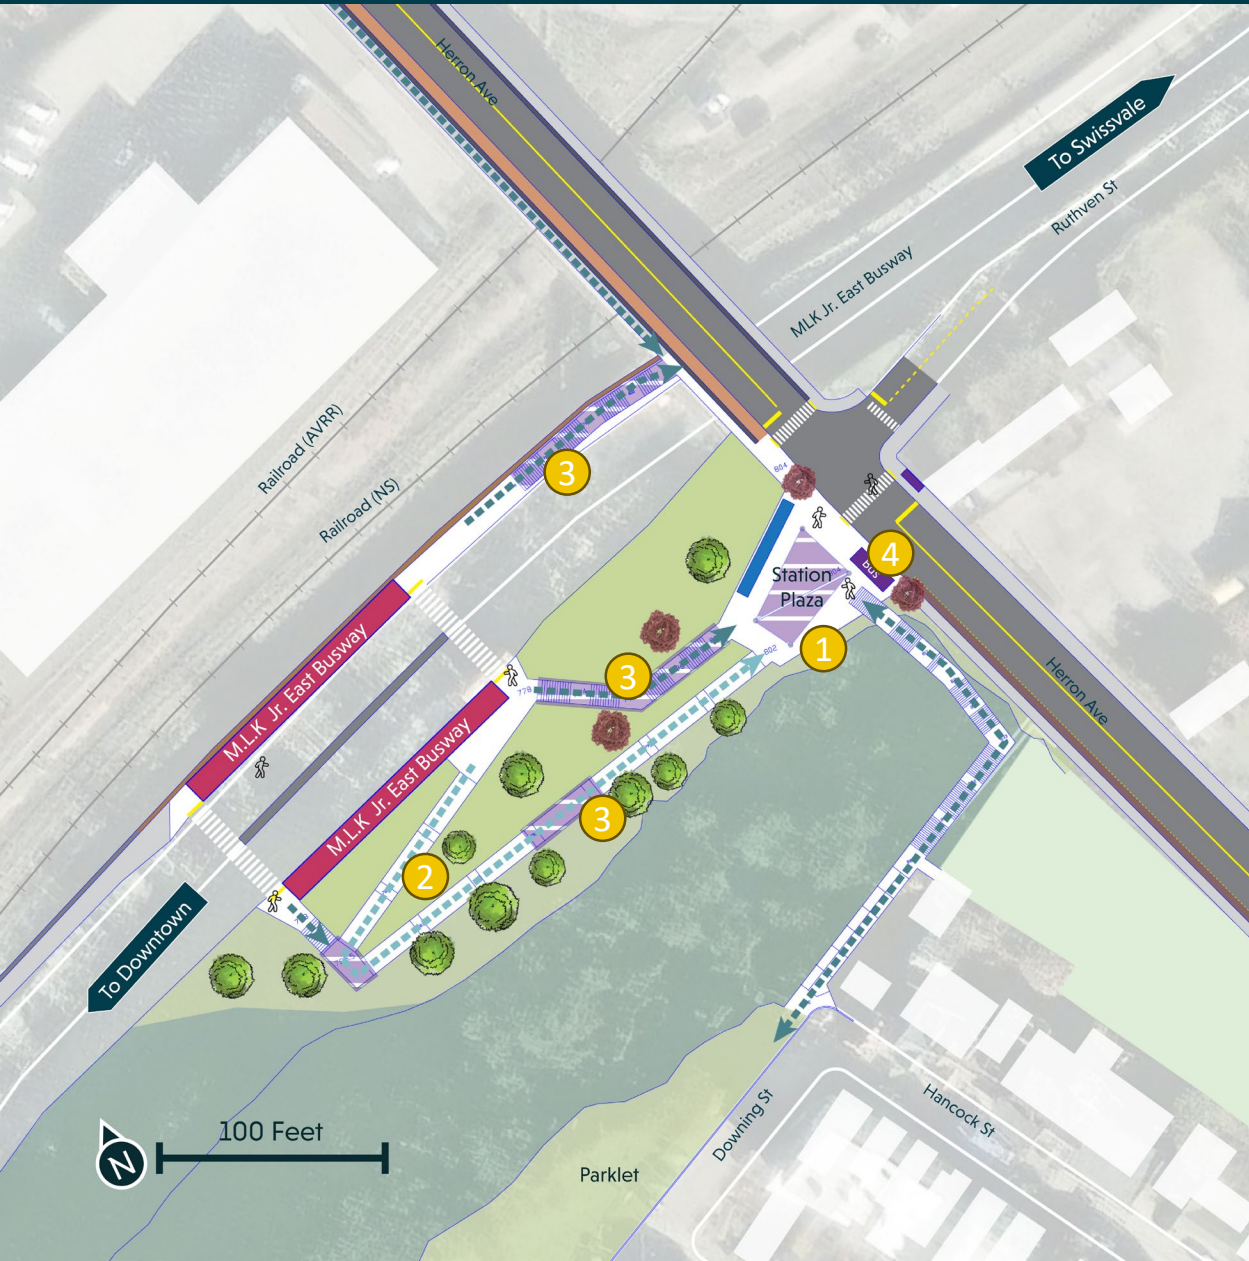 Herron Ave
To Swissvale
Ruthven St
MLK Jr. East Busway
Railroad (AVRR)
Railroad (NS)
3
804
4
Bus
Station
Plaza
1
802
3
778
M.L.K Jr. East Busway
M.L.K Jr. East Busway
Herron Ave
3
2
To Downtown
N
100 Feet
Parklet
Downing St
Hancock St